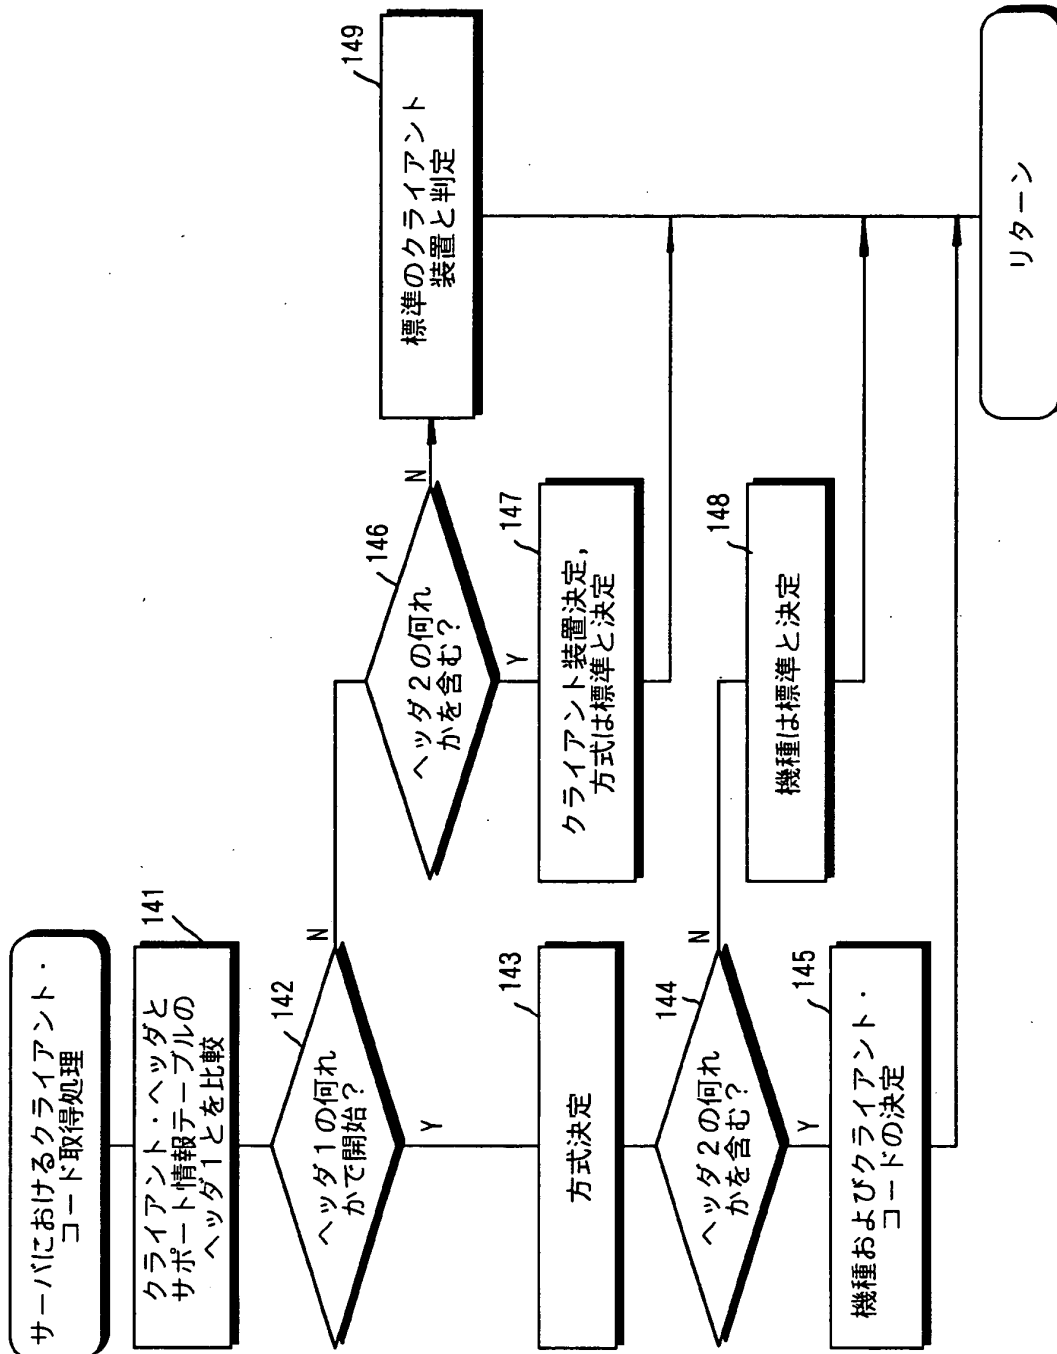 サーバにおけるクライアント・
コード取得処理
141
クライアント・ヘッダと
サポート情報テーブルの
ヘッダ1とを比較
142
ヘッダ1の何れ
かで開始？
N
Y
143
方式決定
144
ヘッダ2の何れ
かを含む？
N
Y
145
機種およびクライアント・
コードの決定
146
ヘッダ2の何れ
かを含む？
N
Y
147
クライアント装置決定,
方式は標準と決定
148
機種は標準と決定
149
標準のクライアント
装置と判定
リターン